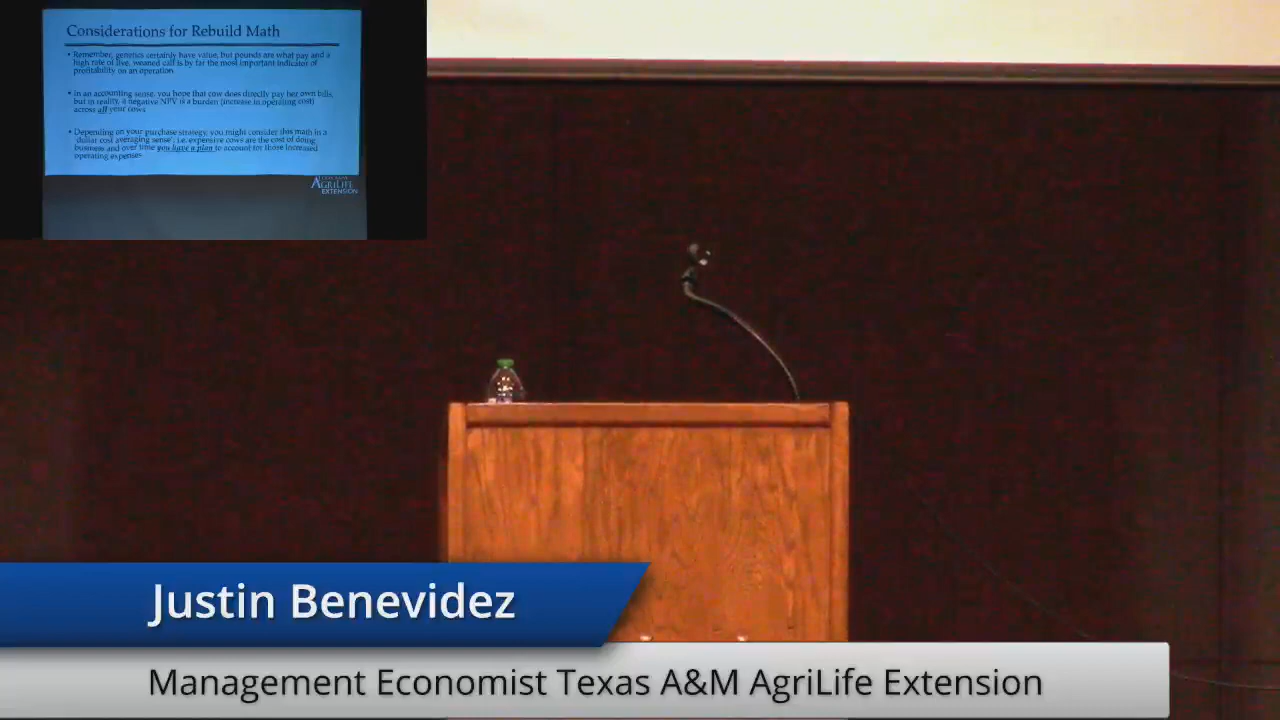 Considerations for Rebuild Math
• Remember, genetics certainly have value, but pounds are what pay and a
high rate of live, weaned calf is by far the most important indicator of
profitability on an operation
• In an accounting sense, you hope that cow does directly pay her own bills,
but in reality, a negative NPV is a burden (increase in operating cost)
across all your cows
• Depending on your purchase strategy, you might consider this math in a
"dollar cost averaging sense", i.e. expensive cows are the cost of doing
business and over time you have a plan to account for those increased
operating expenses
AGRILIFE
EXTENSION
Justin Benevidez
Management Economist Texas A&M AgriLife Extension